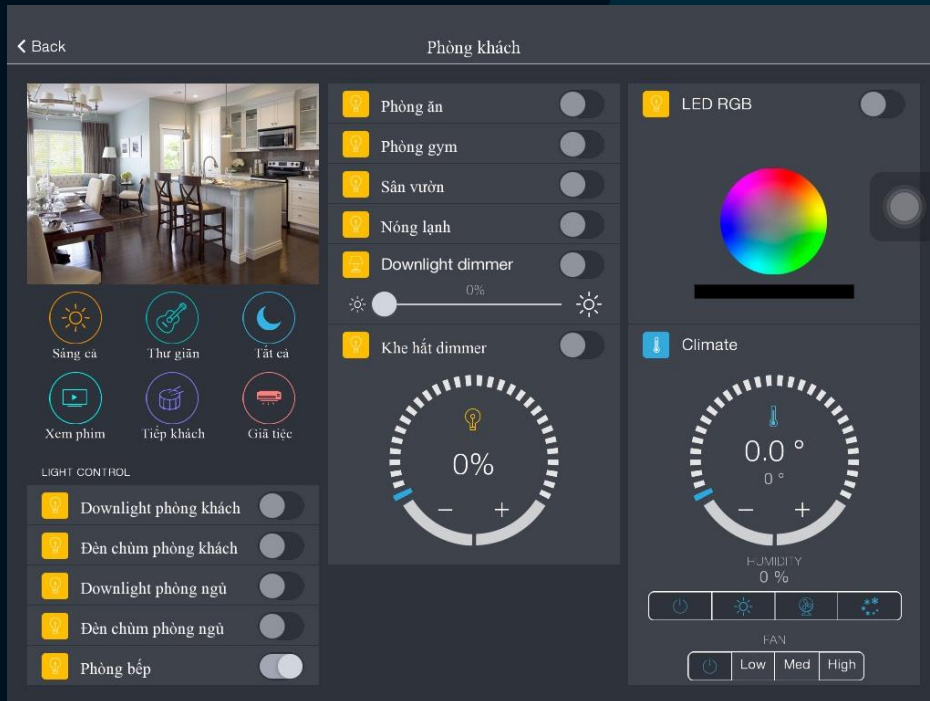 Back
Phòng khách
Sáng cả
Thư giãn
Tắt cả
Xem phim
Tiếp khách
Giã tiệc
LIGHT CONTROL
Downlight phòng khách
Đèn chùm phòng khách
Downlight phòng ngủ
Đèn chùm phòng ngủ
Phòng bếp
Phòng ăn
Phòng gym
Sân vườn
Nóng lạnh
Downlight dimmer
0%
Khe hắt dimmer
0%
− +
LED RGB
Climate
0.0 °
0 °
− +
HUMIDITY
0 %
FAN
Low Med High